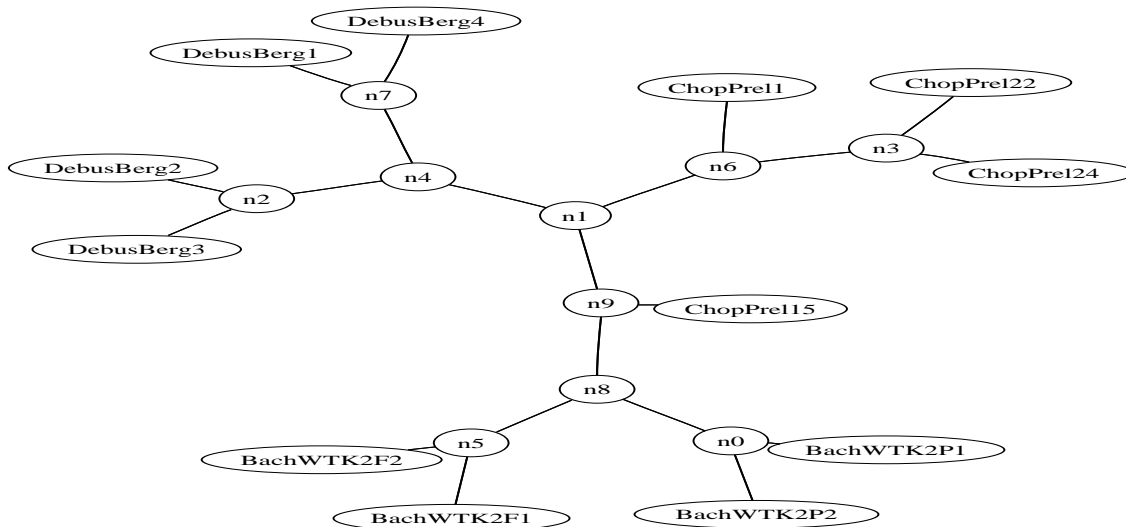 DebusBerg4
DebusBerg1
n7
ChopPrel1
ChopPrel22
n3
n6
DebusBerg2
n4
ChopPrel24
n2
n1
DebusBerg3
n9
ChopPrel15
n8
n5
n0
BachWTK2F2
BachWTK2P1
BachWTK2F1
BachWTK2P2